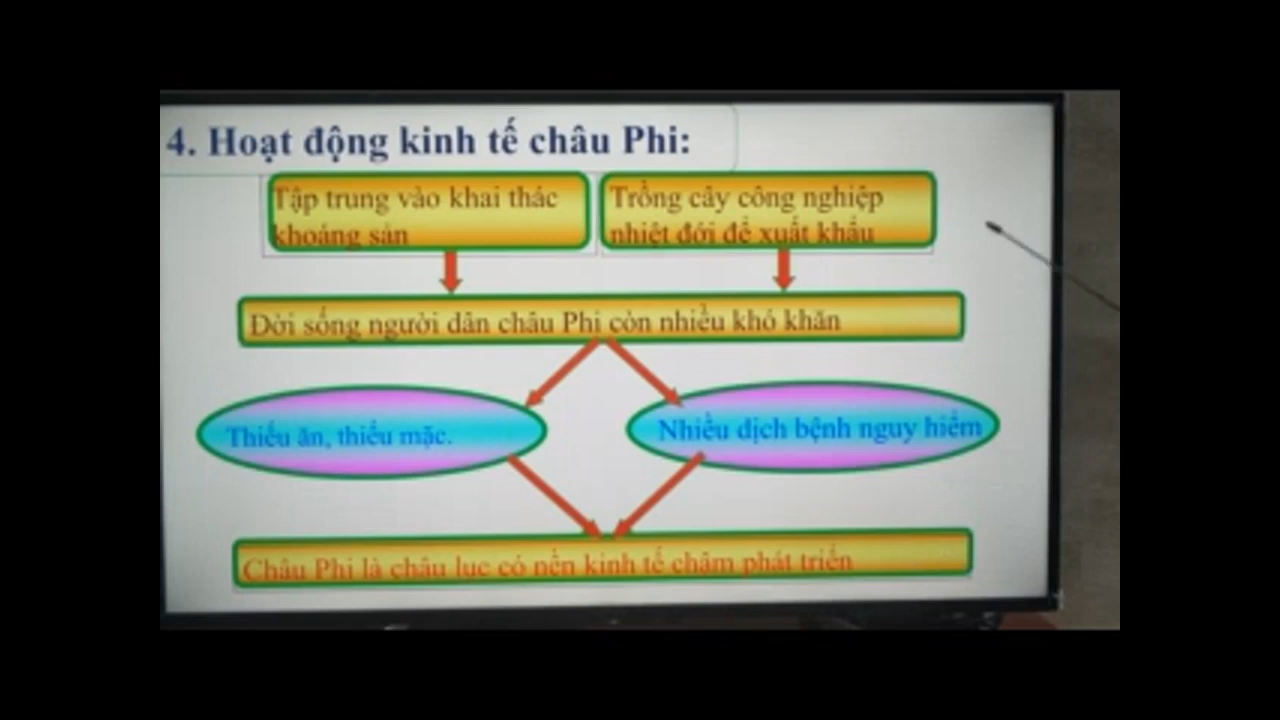 4. Hoạt động kinh tế châu Phi:
Tập trung vào khai thác
khoáng sản
Trồng cây công nghiệp
nhiệt đới để xuất khẩu
Đời sống người dân châu Phi còn nhiều khó khăn
Thiếu ăn, thiếu mặc.
Nhiều dịch bệnh nguy hiểm
Châu Phi là châu lục có nền kinh tế chậm phát triển